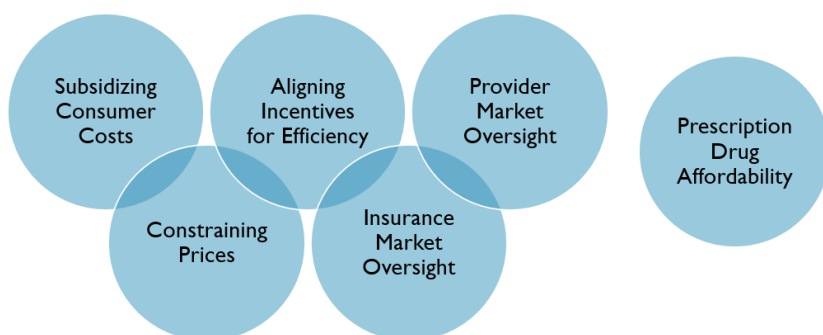 Subsidizing
Consumer
Costs
Aligning
Incentives
for Efficiency
Provider
Market
Oversight
Prescription
Drug
Affordability
Constraining
Prices
Insurance
Market
Oversight